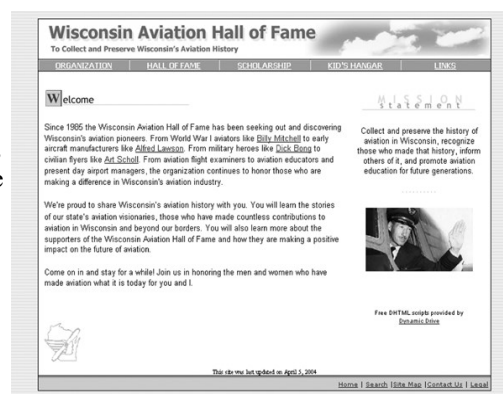 Wisconsin Aviation Hall of Fame
To Collect and Preserve Wisconsin's Aviation History
ORGANIZATION HALL OF FAME SCHOLARSHIP KID'S HANGAR LINKS
Welcome
Since 1985 the Wisconsin Aviation Hall of Fame has been seeking out and discovering
Wisconsin's aviation pioneers. From World War I aviators like Billy Mitchell to early
aircraft manufacturers like Alfred Lawson. From military heroes like Dick Bong to
civilian flyers like Art Scholl. From aviation flight examiners to aviation educators and
present day airport managers, the organization continues to honor those who are
making a difference in Wisconsin's aviation industry.
We're proud to share Wisconsin's aviation history with you. You will learn the stories
of our state's aviation visionaries, those who have made countless contributions to
aviation in Wisconsin and beyond our borders. You will also learn more about the
supporters of the Wisconsin Aviation Hall of Fame and how they are making a positive
impact on the future of aviation.
Come on in and stay for a while! Join us in honoring the men and women who have
made aviation what it is today for you and I.
MISSION
statement
Collect and preserve the history of
aviation in Wisconsin, recognize
those who made that history, inform
others of it, and promote aviation
education for future generations.
Free DHTML scripts provided by
Dynamic Drive
This site was last updated on April 5, 2004
Home | Search | Site Map | Contact Us | Legal